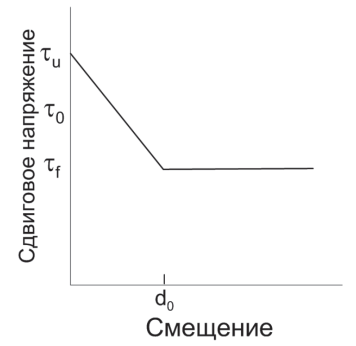 Сдвиговое напряжение
τu
τ0
τf
d0
Смещение